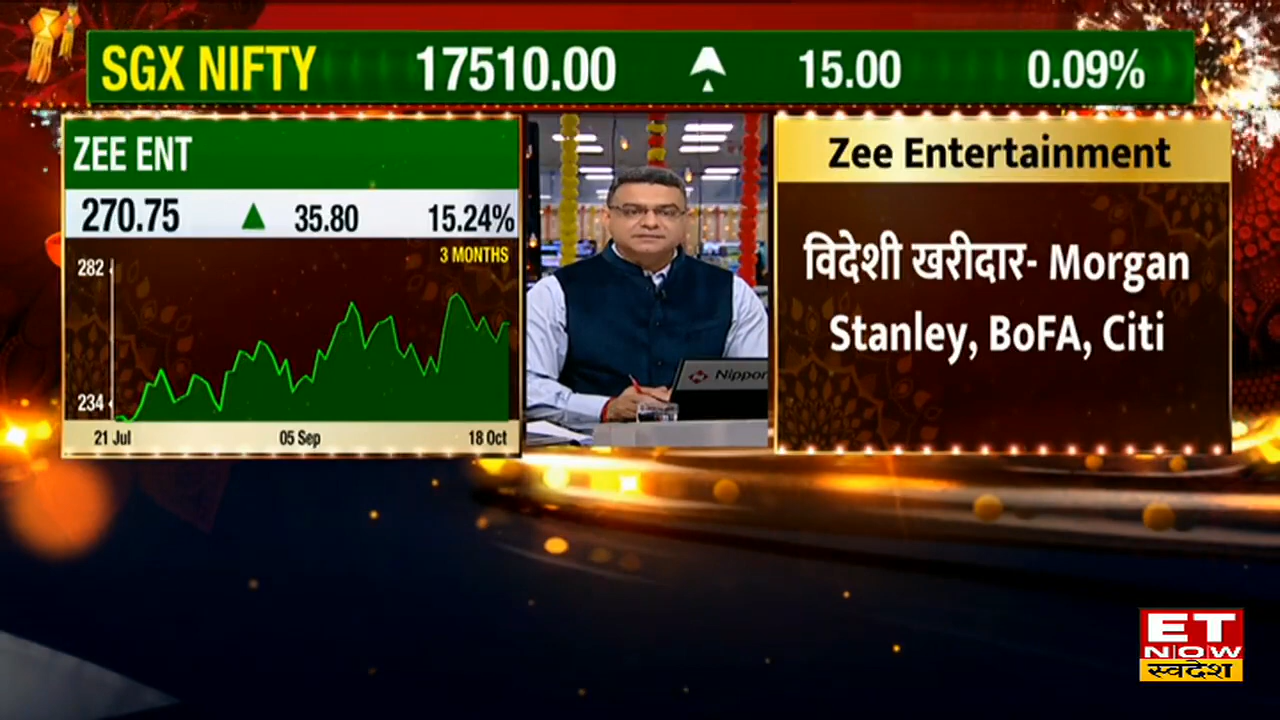 SGX NIFTY 17510.00 15.00 0.09%
ZEE ENT
270.75 35.80 15.24%
3 MONTHS
282
234
21 Jul 05 Sep 18 Oct
Nippon
Zee Entertainment
विदेशी खरीदार- Morgan
Stanley, BoFA, Citi
ET
NOW
स्वदेश